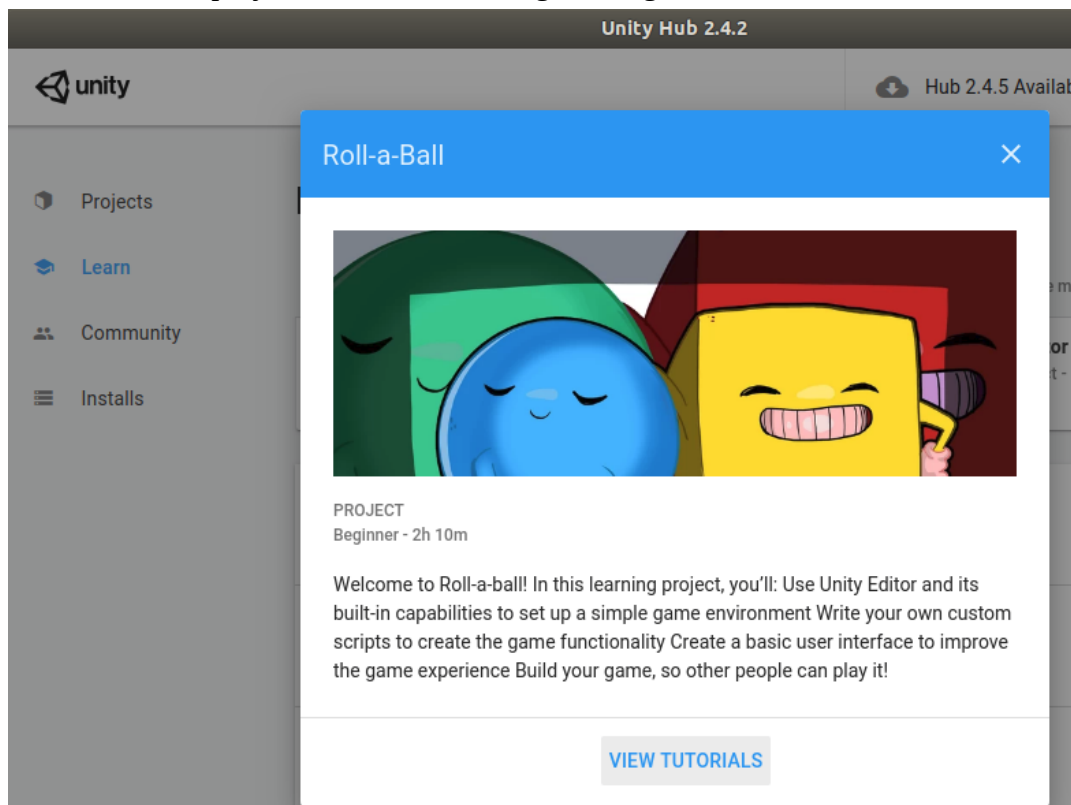 Unity Hub 2.4.2
unity
Hub 2.4.5
Roll-a-Ball
Projects
Learn
Community
Installs
PROJECT
Beginner - 2h 10m
Welcome to Roll-a-ball! In this learning project, you’ll: Use Unity Editor and its
built-in capabilities to set up a simple game environment Write your own custom
scripts to create the game functionality Create a basic user interface to improve
the game experience Build your game, so other people can play it!
VIEW TUTORIALS